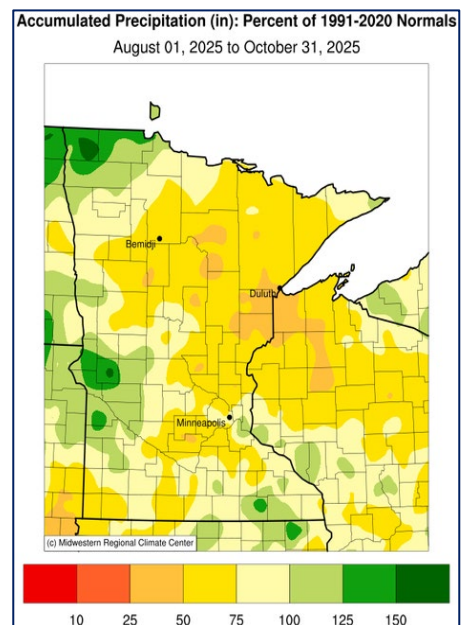 Accumulated Precipitation (in): Percent of 1991-2020 Normals
August 01, 2025 to October 31, 2025
Bemidji
Duluth
Minneapolis
(c) Midwestern Regional Climate Center
10 25 50 75 100 125 150